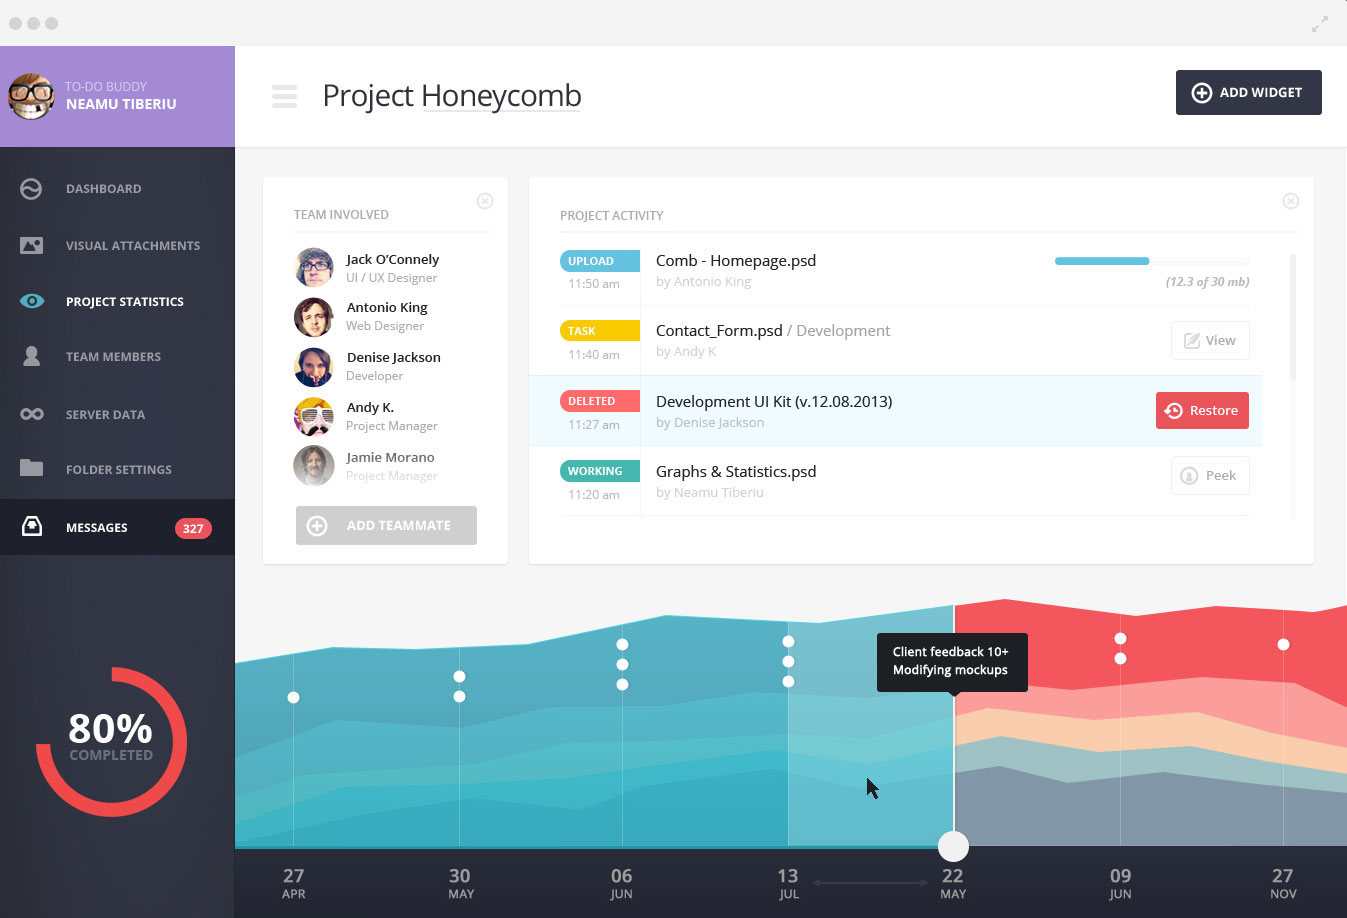 TO-DO BUDDY
NEAMU TIBERIU
Project Honeycomb
ADD WIDGET
DASHBOARD
VISUAL ATTACHMENTS
PROJECT STATISTICS
TEAM MEMBERS
SERVER DATA
FOLDER SETTINGS
MESSAGES 327
80%
COMPLETED
TEAM INVOLVED
Jack O’Connely
UI / UX Designer
Antonio King
Web Designer
Denise Jackson
Developer
Andy K.
Project Manager
Jamie Morano
Project Manager
ADD TEAMMATE
PROJECT ACTIVITY
UPLOAD Comb - Homepage.psd
11:50 am by Antonio King (12.3 of 30 mb)
TASK Contact_Form.psd / Development
View
11:40 am by Andy K
DELETED Development UI Kit (v.12.08.2013)
Restore
11:27 am by Denise Jackson
WORKING Graphs & Statistics.psd
Peek
11:20 am by Neamu Tiberiu
Client feedback 10+
Modifying mockups
27 30 06 13 22 09 27
APR MAY JUN JUL MAY JUN NOV